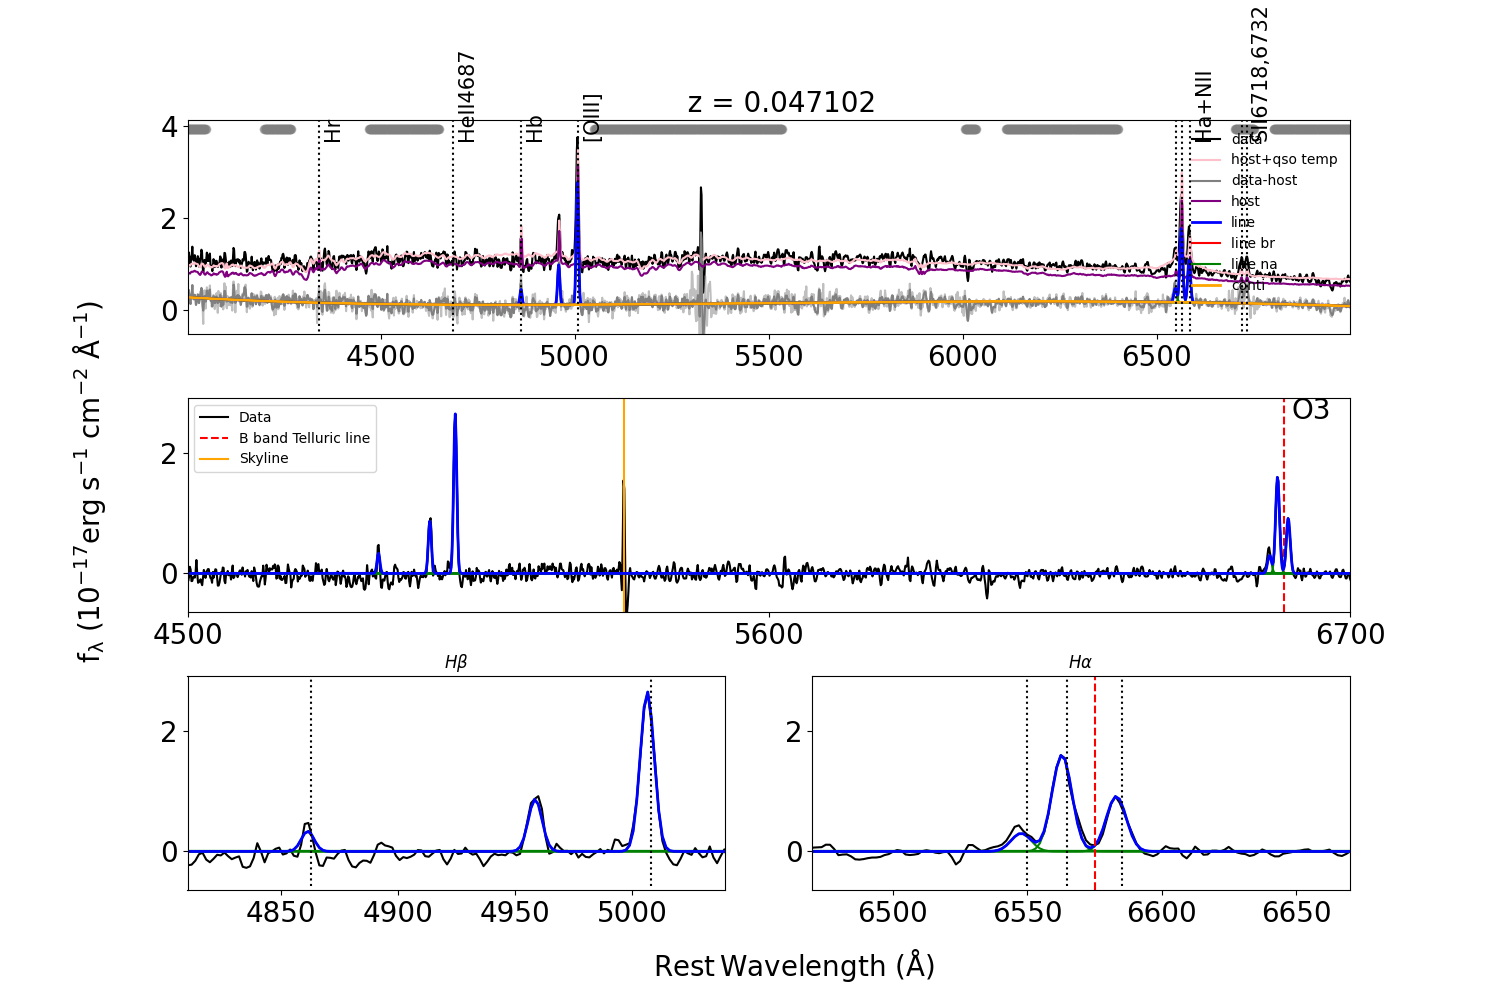 z = 0.047102
Hr
HeII4687
Hb
[OIII]
Ha+NII
SII6718,6732
data
host+qso temp
data-host
host
line
line br
line na
conti
4
2
0
4500
5000
5500
6000
6500
Data
B band Telluric line
Skyline
O3
2
0
4500
5600
6700
fλ (10−17erg s−1 cm−2 Å−1)
Hβ
2
0
4850
4900
4950
5000
Hα
2
0
6500
6550
6600
6650
Rest Wavelength (Å)